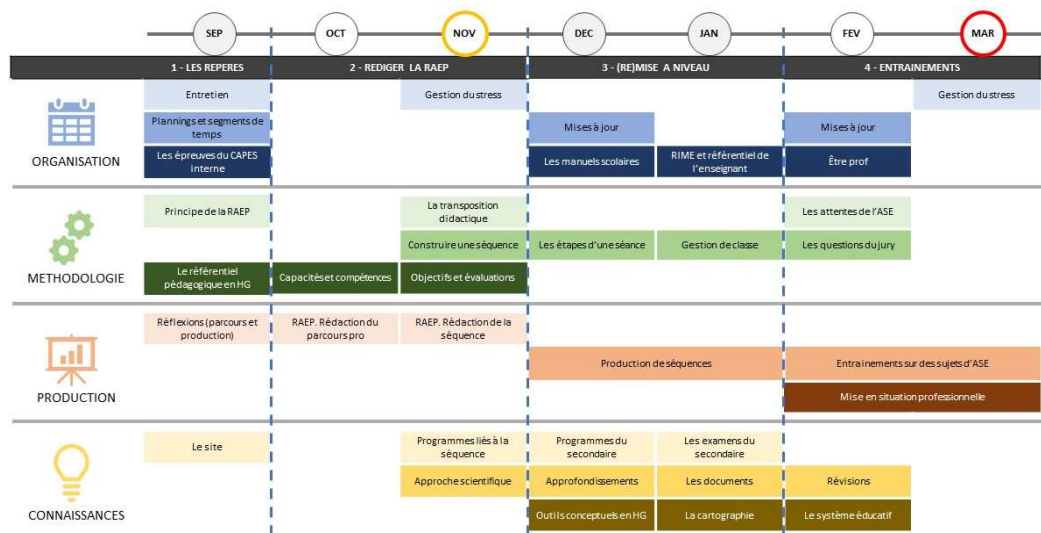 SEP
OCT
NOV
DEC
JAN
FEV
MAR
1 - LES REPERES
2 - REDIGER LA RAEP
3 - (RE)MISE A NIVEAU
4 - ENTRAINEMENTS
Entretien
Gestion du stress
Gestion du stress
Plannings et segments de
temps
Mises à jour
Mises à jour
ORGANISATION
Les épreuves du CAPES
interne
Les manuels scolaires
RIME et référentiel de
l'enseignant
Être prof
Principe de la RAEP
La transposition
didactique
Les attentes de l'ASE
Construire une séquence
Les étapes d'une séance
Gestion de classe
Les questions du jury
METHODOLOGIE
Le référentiel
pédagogique en HG
Capacités et compétences
Objectifs et évaluations
Réflexions (parcours et
production)
RAEP. Rédaction du
parcours pro
RAEP. Rédaction de la
séquence
Production de séquences
Entrainements sur des sujets d'ASE
PRODUCTION
Mise en situation professionnelle
Le site
Programmes liés à la
séquence
Programmes du
secondaire
Les examens du
secondaire
Approche scientifique
Approfondissements
Les documents
Révisions
CONNAISSANCES
Outils conceptuels en HG
La cartographie
Le système éducatif